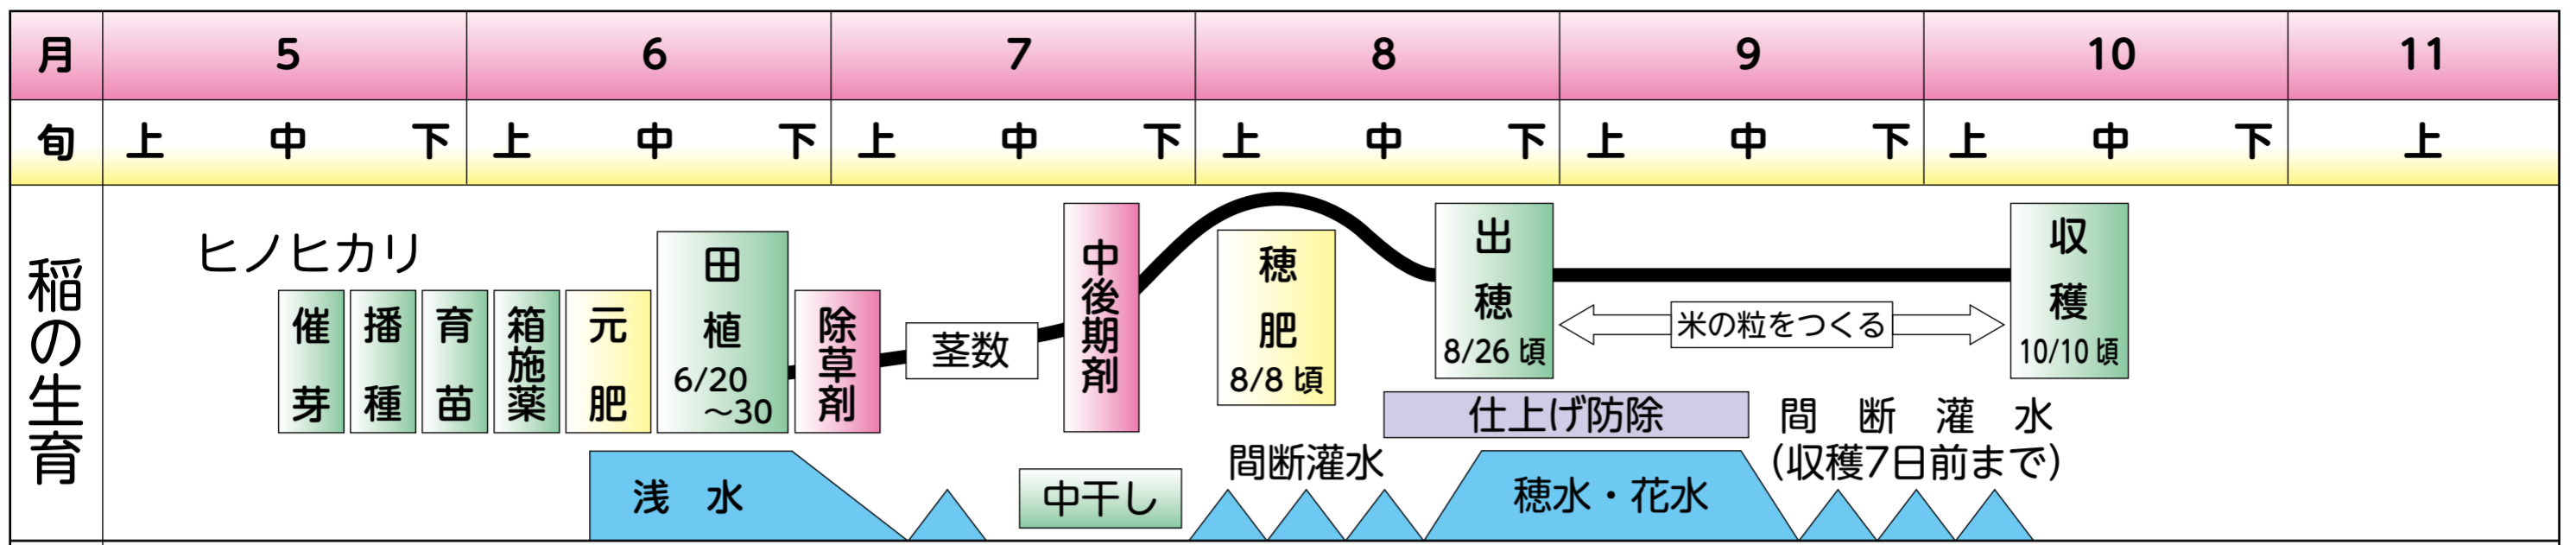 月 5 6 7 8 9 10 11
旬 上 中 下 上 中 下 上 中 下 上 中 下 上 中 下 上 中 下 上
稲の生育
ヒノヒカリ
催芽
播種
育苗
箱施薬
元肥
田植
6/20
～30
除草剤
茎数
中後期剤
穂肥
8/8 頃
出穂
8/26 頃
米の粒をつくる
収穫
10/10 頃
仕上げ防除
浅 水
中干し
間断灌水
穂水・花水
間 断 灌 水
(収穫7日前まで)